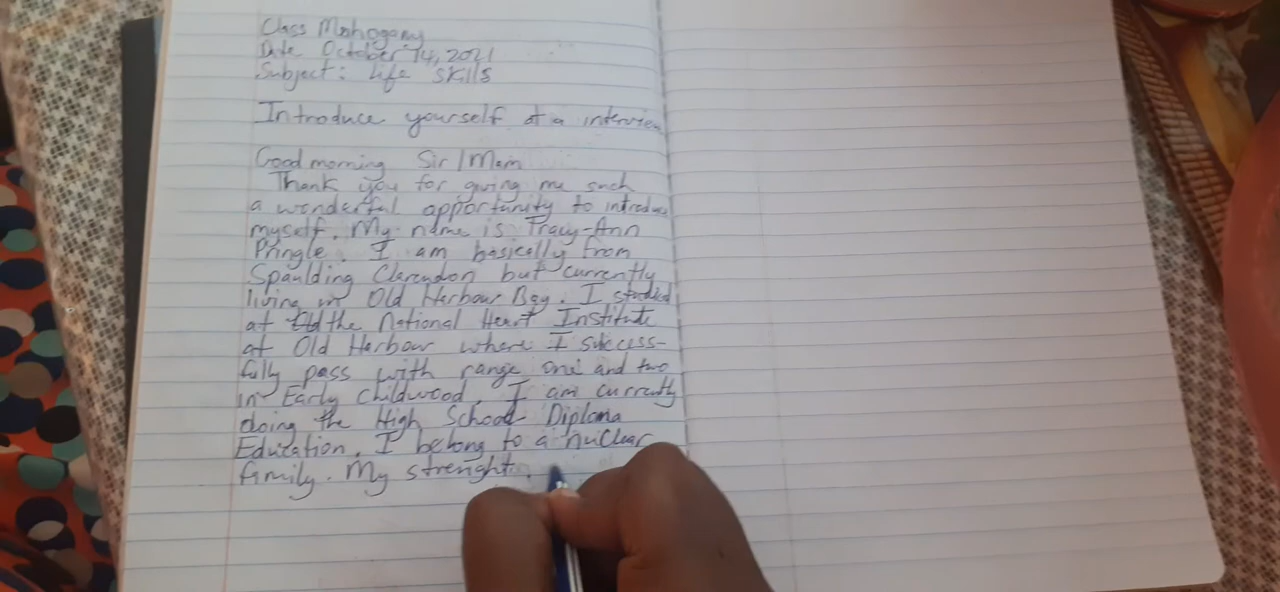 Class Mahogany
Date October 14, 2021
Subject: life skills
Introduce yourself at a interview
Good morning Sir/Mam
Thank you for giving me such
a wonderful opportunity to introduce
myself. My name is Tracy-Ann
Pringle. I am basically from
Spaulding Clarendon but currently
living in Old Harbour Bay. I studied
at the National Heart Institute
at Old Harbour where I success-
fully pass with range one and two
in Early Childwood. I am currently
doing the High School Diploma
Education. I belong to a nuclear
family. My strenght